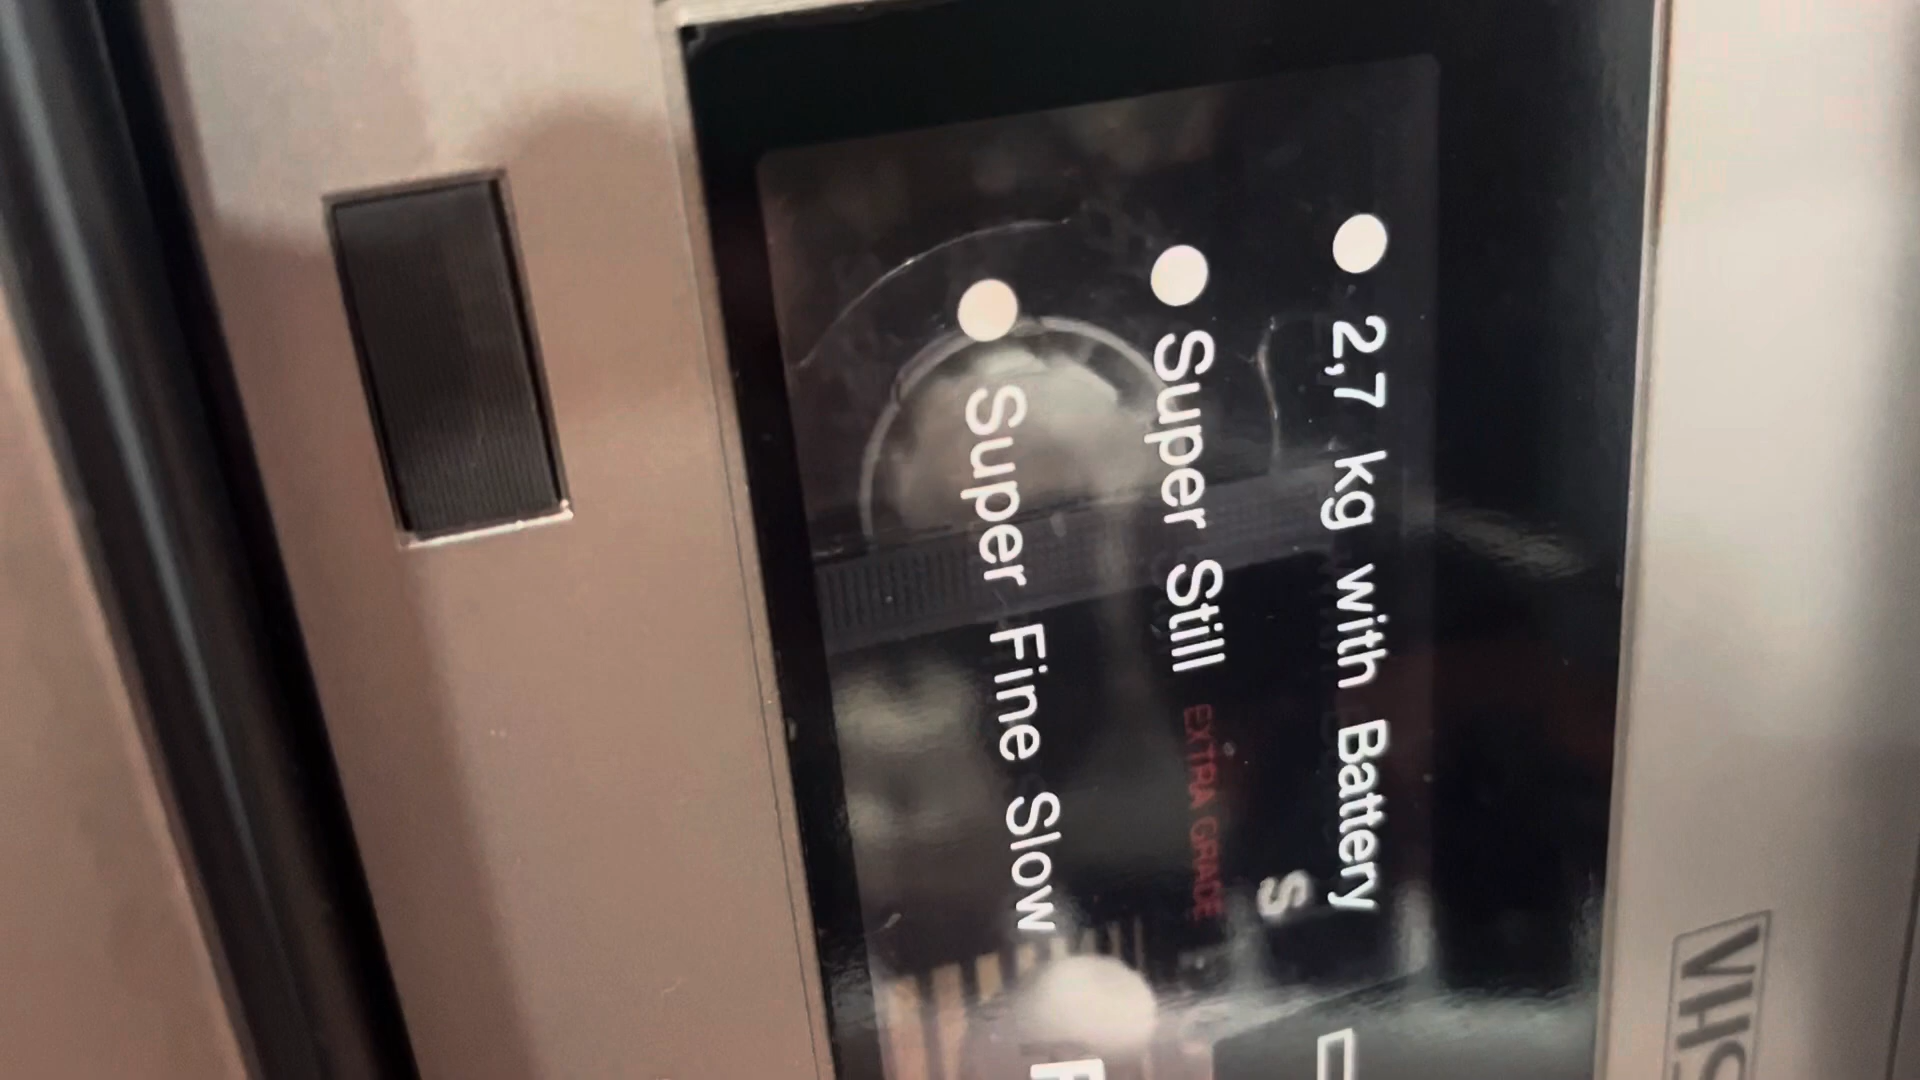 ● 2,7 kg with Battery
● Super Still
● Super Fine Slow
EXTRA GRADE
S
VHS